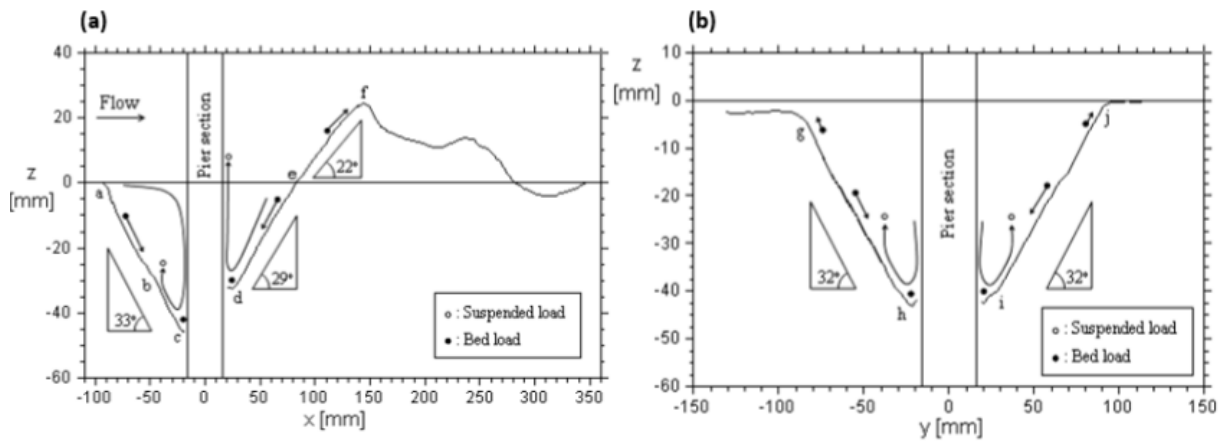 (a)
40
20
0
-20
-40
-60
z
[mm]
Flow
Pier section
a
b
c
d
e
f
33°
29°
22°
○ : Suspended load
● : Bed load
-100 -50 0 50 100 150 200 250 300 350
x [mm]
(b)
10
0
-10
-20
-30
-40
-50
-60
z
[mm]
Pier section
g
h
i
j
32°
32°
○ : Suspended load
● : Bed load
-150 -100 -50 0 50 100 150
y [mm]